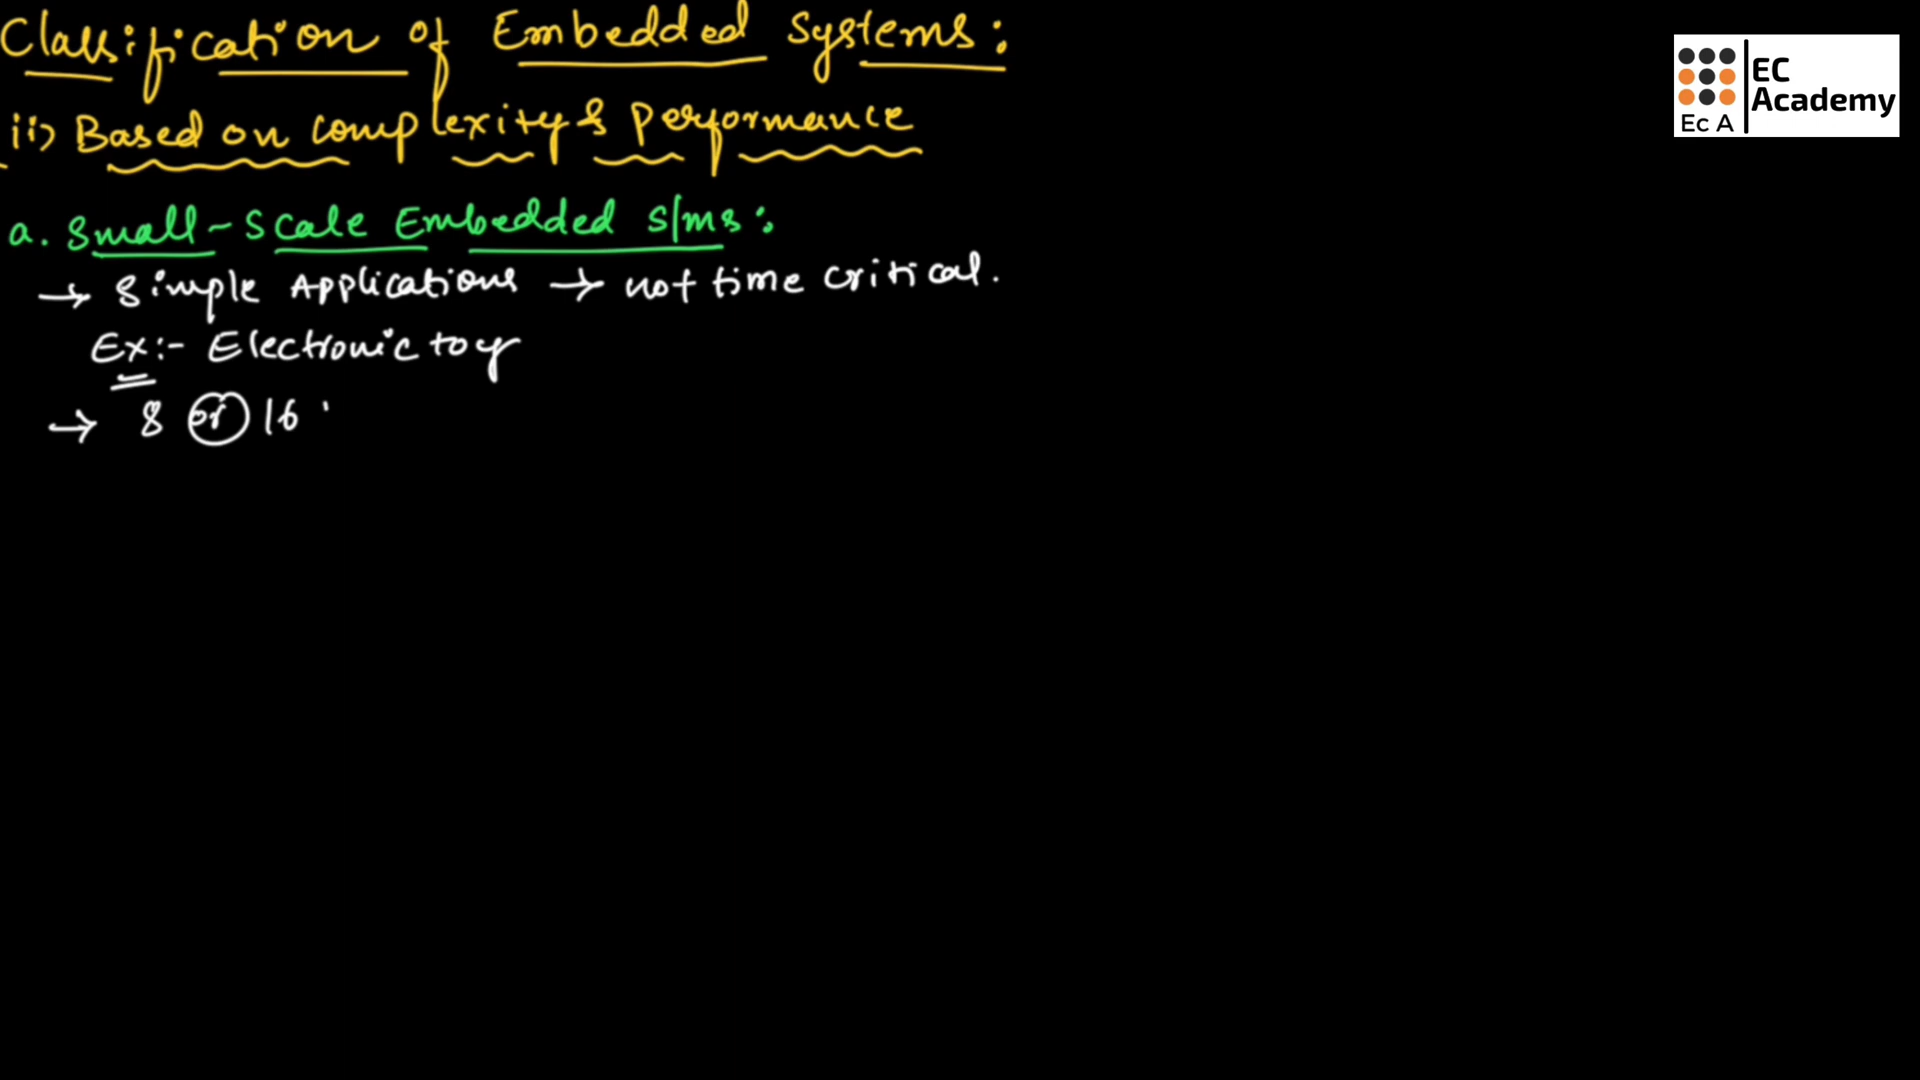 Classification of Embedded Systems:
ii) Based on complexity & Performance
a. Small-Scale Embedded S/ms:
→ Simple Applications → not time critical.
Ex:- Electronic toy
→ 8 or 16
EC
Academy
Ec A